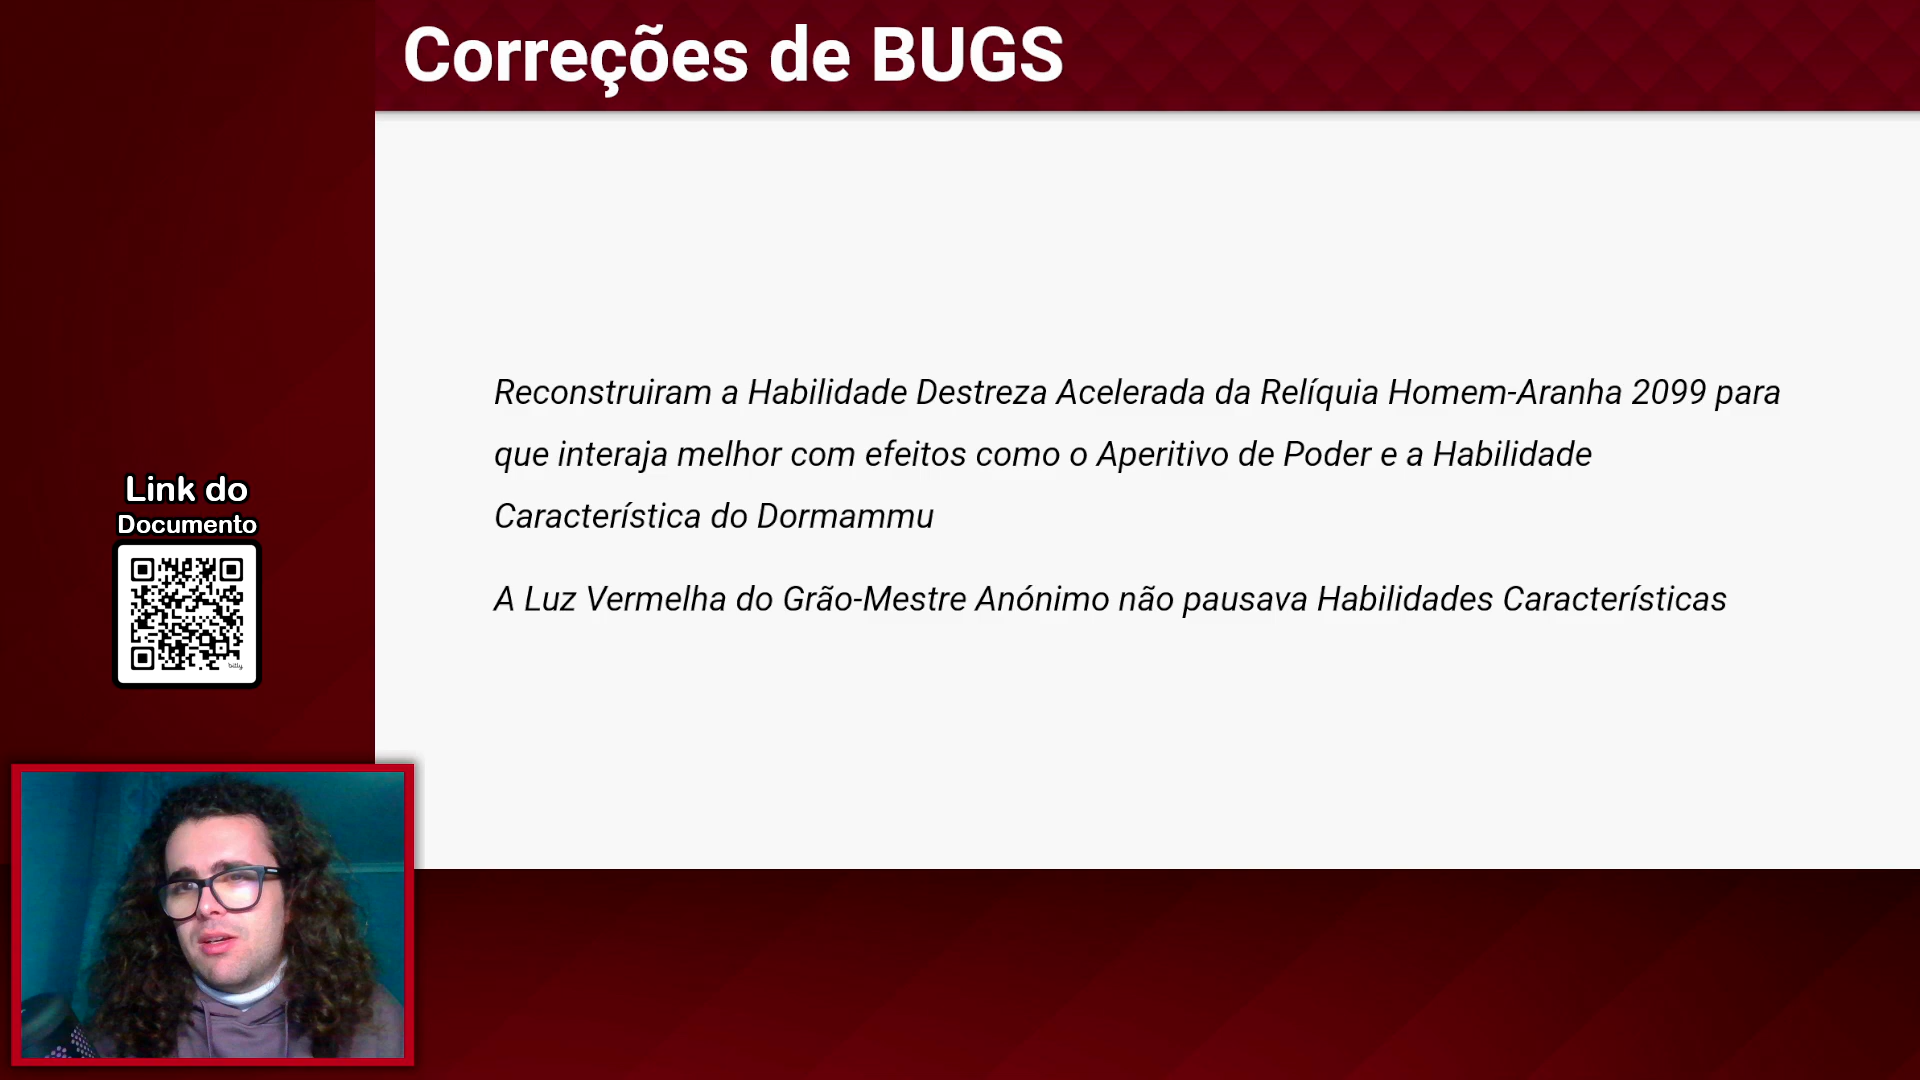 Correções de BUGS
Reconstruiram a Habilidade Destreza Acelerada da Relíquia Homem-Aranha 2099 para
que interaja melhor com efeitos como o Aperitivo de Poder e a Habilidade
Característica do Dormammu
A Luz Vermelha do Grão-Mestre Anónimo não pausava Habilidades Características
Link do
Documento
bitly